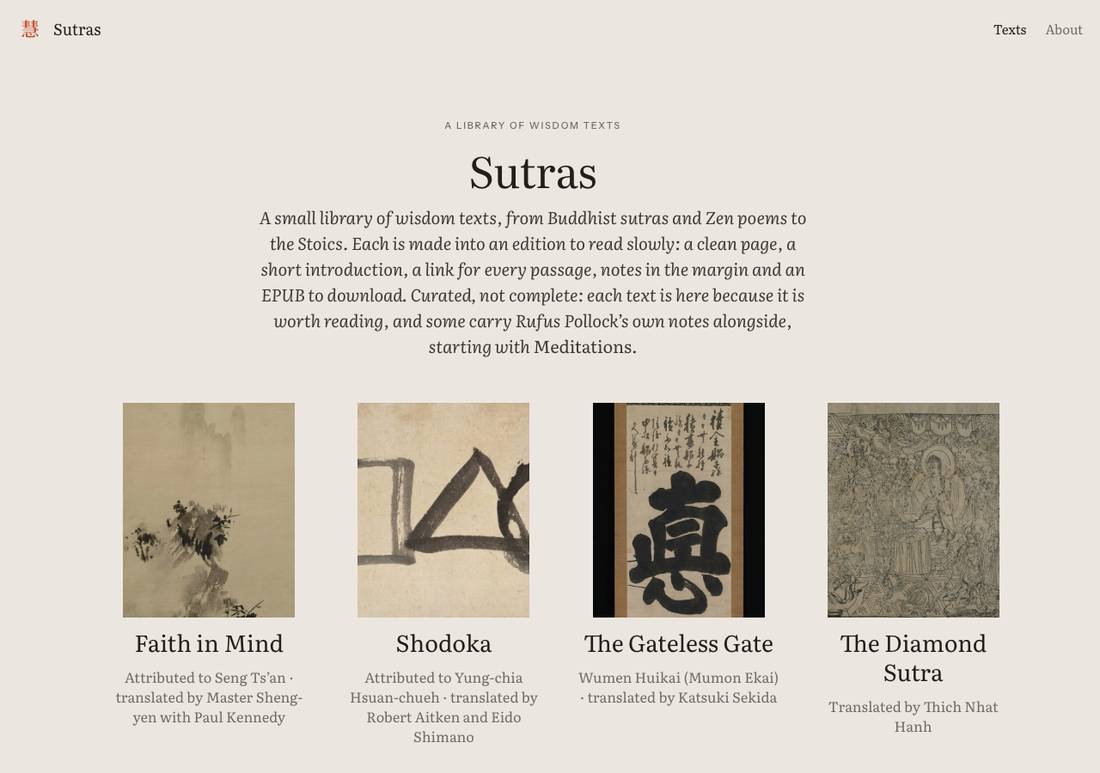 慧 Sutras
Texts About
A LIBRARY OF WISDOM TEXTS
Sutras
A small library of wisdom texts, from Buddhist sutras and Zen poems to
the Stoics. Each is made into an edition to read slowly: a clean page, a
short introduction, a link for every passage, notes in the margin and an
EPUB to download. Curated, not complete: each text is here because it is
worth reading, and some carry Rufus Pollock’s own notes alongside,
starting with Meditations.
Faith in Mind
Attributed to Seng Ts’an ·
translated by Master Sheng-
yen with Paul Kennedy
Shodoka
Attributed to Yung-chia
Hsuan-chueh · translated by
Robert Aitken and Eido
Shimano
The Gateless Gate
Wumen Huikai (Mumon Ekai)
· translated by Katsuki Sekida
The Diamond
Sutra
Translated by Thich Nhat
Hanh